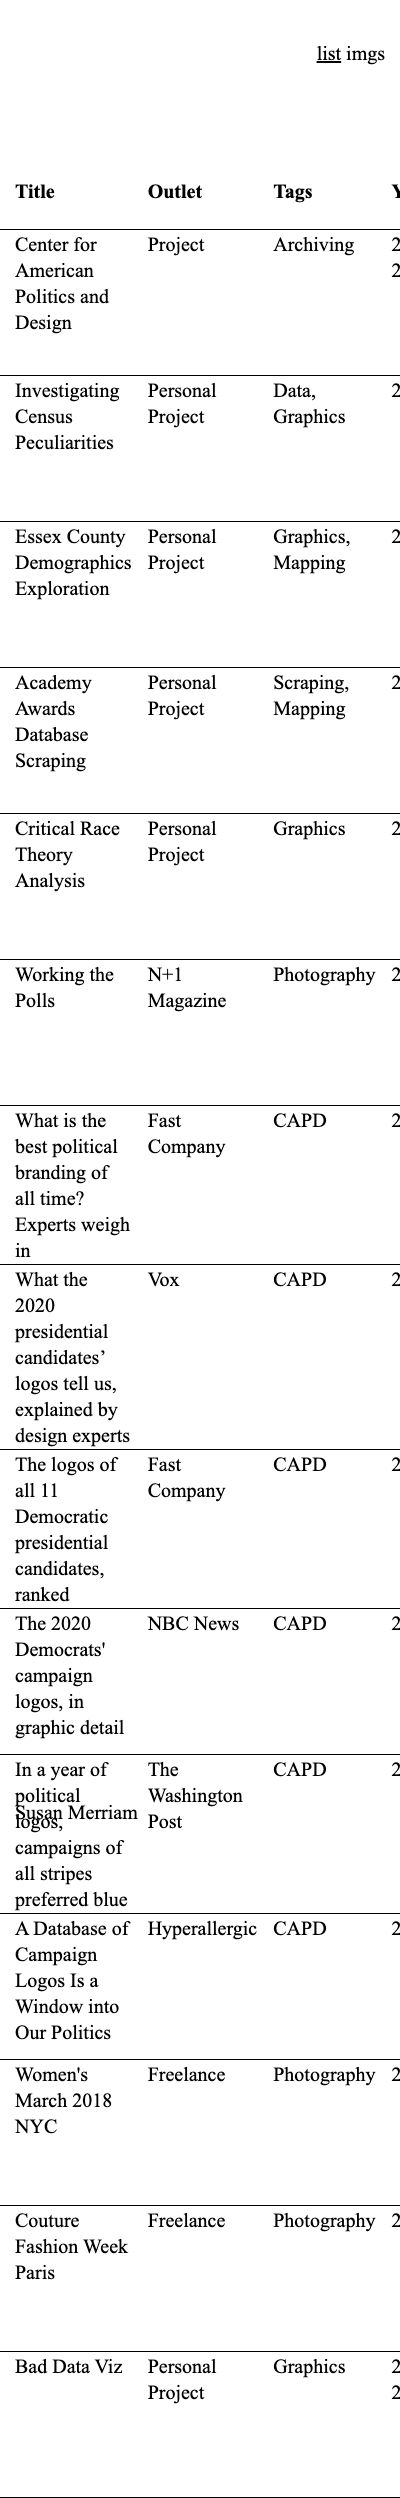 list imgs
Title Outlet Tags Y
Center for Project Archiving 2
American 2
Politics and
Design
Investigating Personal Data, 2
Census Project Graphics
Peculiarities
Essex County Personal Graphics, 2
Demographics Project Mapping
Exploration
Academy Personal Scraping, 2
Awards Project Mapping
Database
Scraping
Critical Race Personal Graphics 2
Theory Project
Analysis
Working the N+1 Photography 2
Polls Magazine
What is the Fast CAPD 2
best political Company
branding of
all time?
Experts weigh
in
What the Vox CAPD 2
2020
presidential
candidates’
logos tell us,
explained by
design experts
The logos of Fast CAPD 2
all 11 Company
Democratic
presidential
candidates,
ranked
The 2020 NBC News CAPD 2
Democrats'
campaign
logos, in
graphic detail
In a year of The CAPD 2
political Washington
Susan Merriam
logos, Post
campaigns of
all stripes
preferred blue
A Database of Hyperallergic CAPD 2
Campaign
Logos Is a
Window into
Our Politics
Women's Freelance Photography 2
March 2018
NYC
Couture Freelance Photography 2
Fashion Week
Paris
Bad Data Viz Personal Graphics 2
Project 2